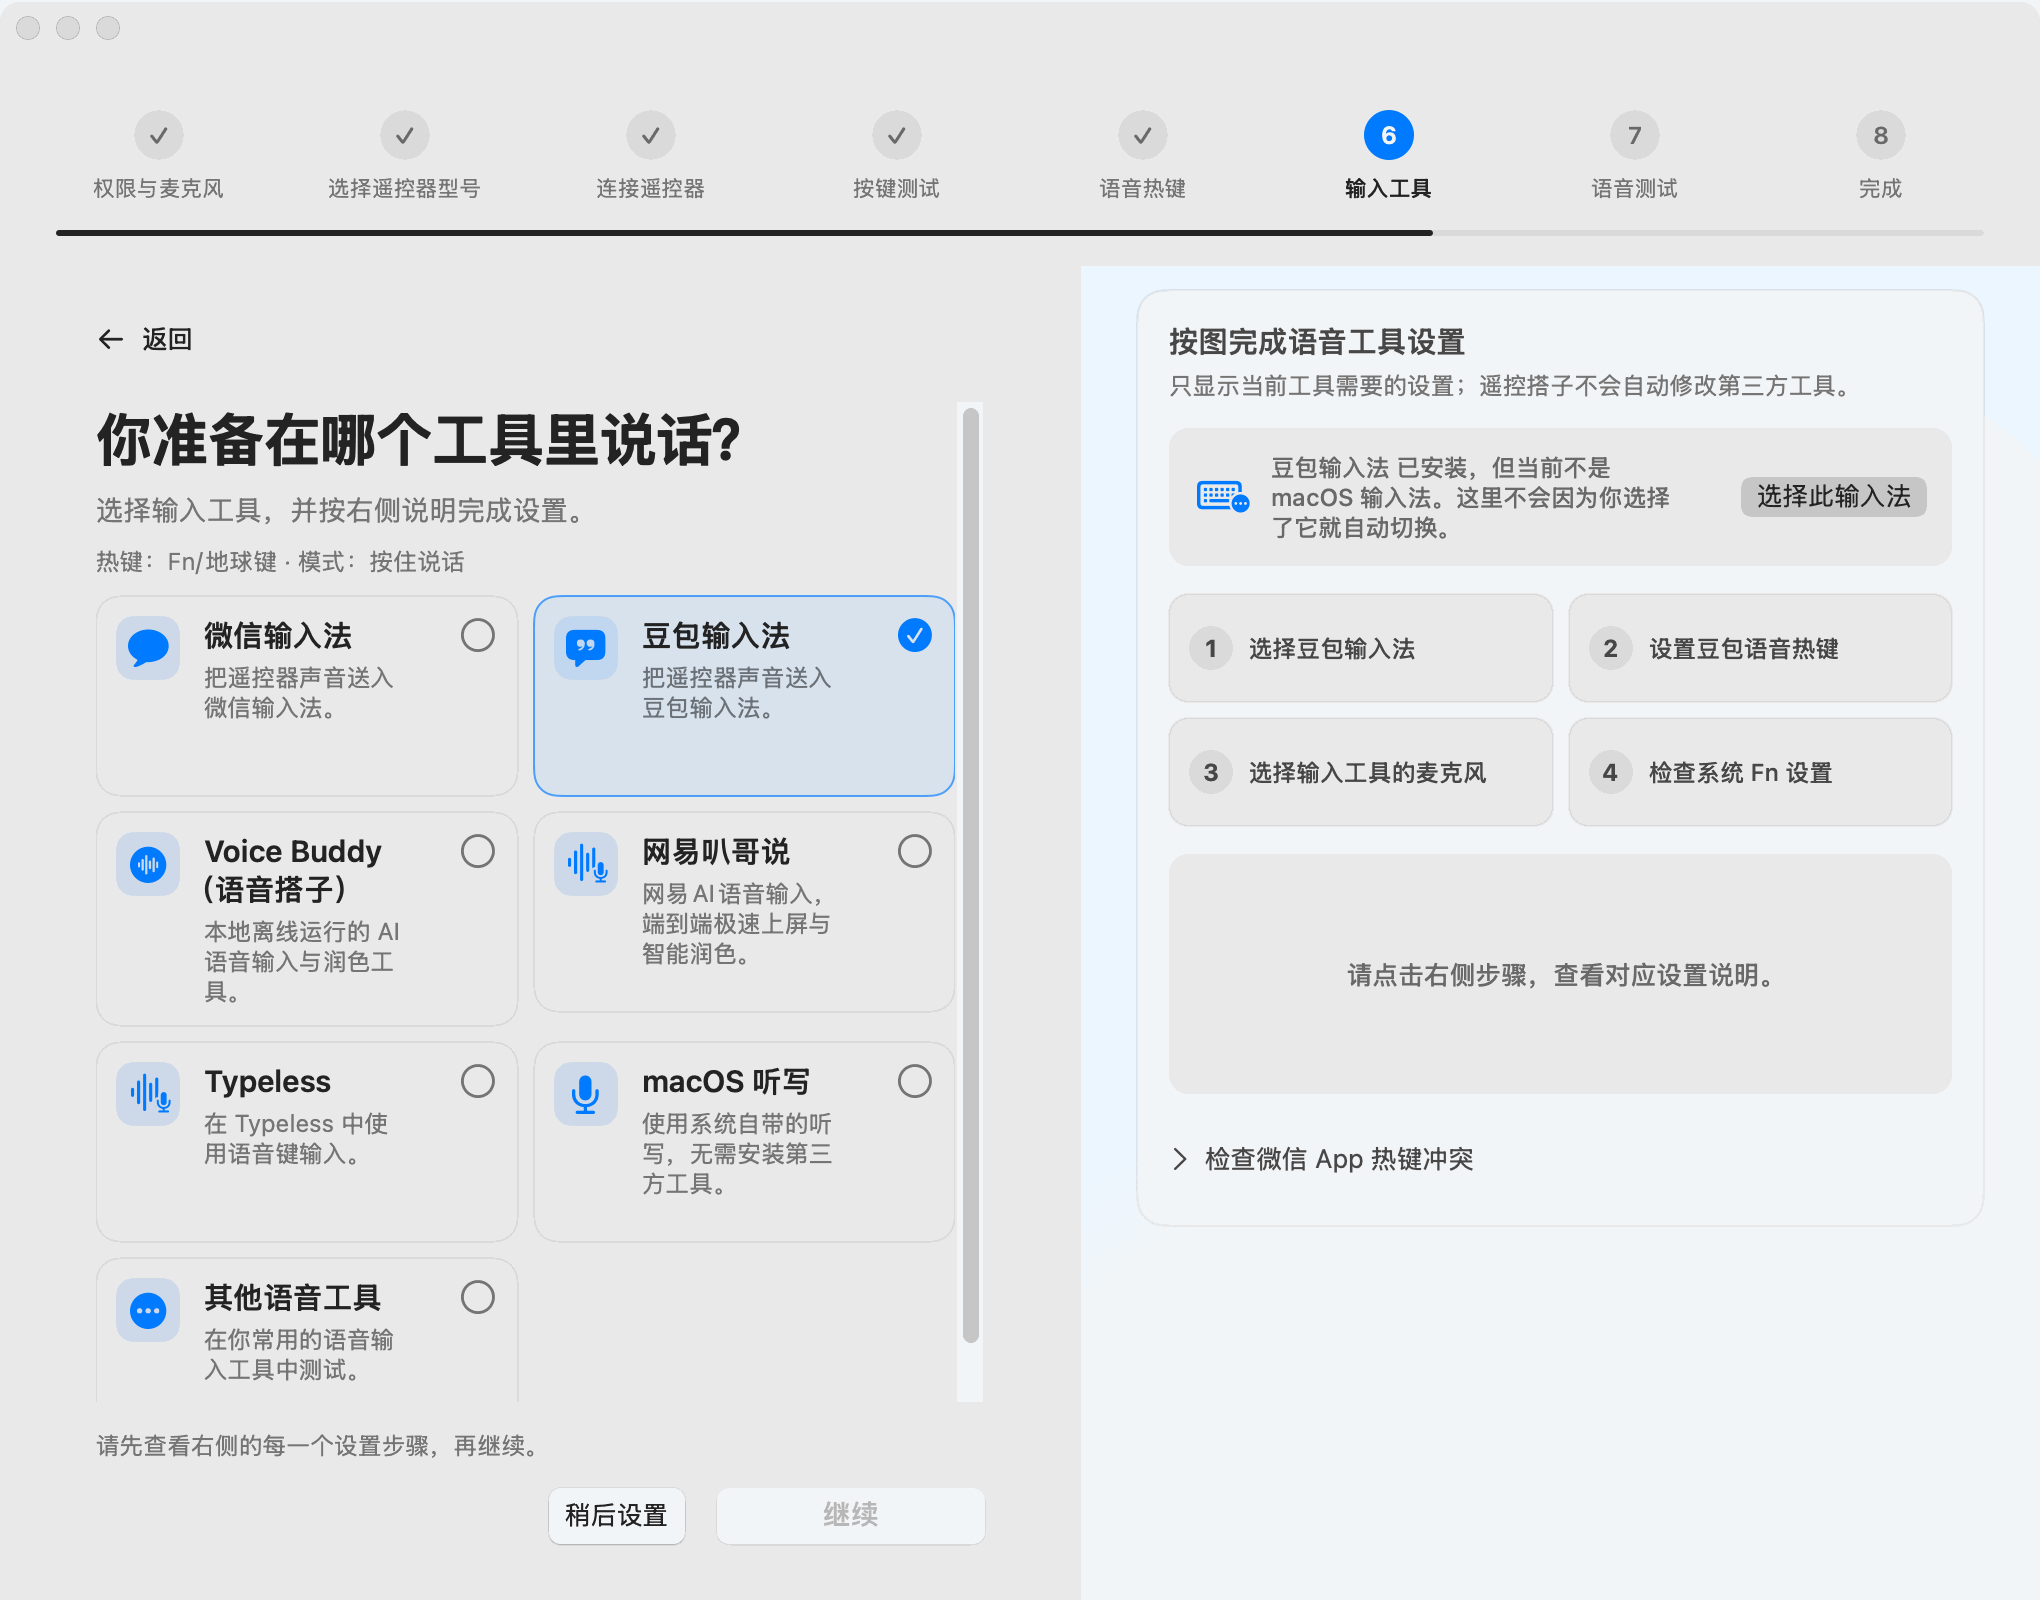 权限与麦克风
选择遥控器型号
连接遥控器
按键测试
语音热键
6
输入工具
7
语音测试
8
完成
返回
你准备在哪个工具里说话?
选择输入工具，并按右侧说明完成设置。
热键：Fn/地球键 · 模式：按住说话
微信输入法
把遥控器声音送入
微信输入法。
豆包输入法
把遥控器声音送入
豆包输入法。
Voice Buddy
（语音搭子）
本地离线运行的 AI
语音输入与润色工
具。
网易叭哥说
网易 AI 语音输入，
端到端极速上屏与
智能润色。
Typeless
在 Typeless 中使
用语音键输入。
macOS 听写
使用系统自带的听
写，无需安装第三
方工具。
其他语音工具
在你常用的语音输
入工具中测试。
请先查看右侧的每一个设置步骤，再继续。
稍后设置
继续
按图完成语音工具设置
只显示当前工具需要的设置；遥控搭子不会自动修改第三方工具。
豆包输入法 已安装，但当前不是
macOS 输入法。这里不会因为你选择
了它就自动切换。
选择此输入法
1 选择豆包输入法
2 设置豆包语音热键
3 选择输入工具的麦克风
4 检查系统 Fn 设置
请点击右侧步骤，查看对应设置说明。
检查微信 App 热键冲突